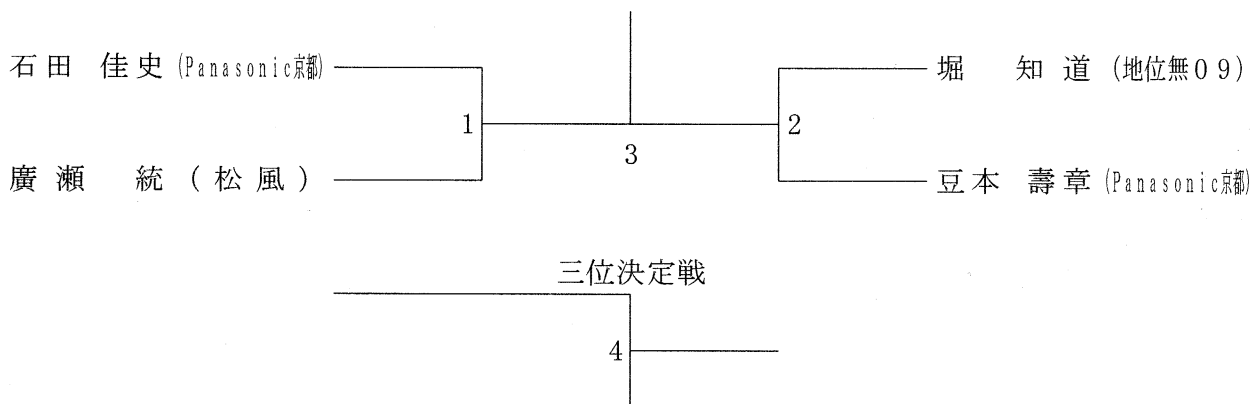 石田 佳史 (Panasonic京都)
堀 知道 (地位無09)
1
2
3
廣瀬 統 (松風)
豆本 壽章 (Panasonic京都)
三位決定戦
4